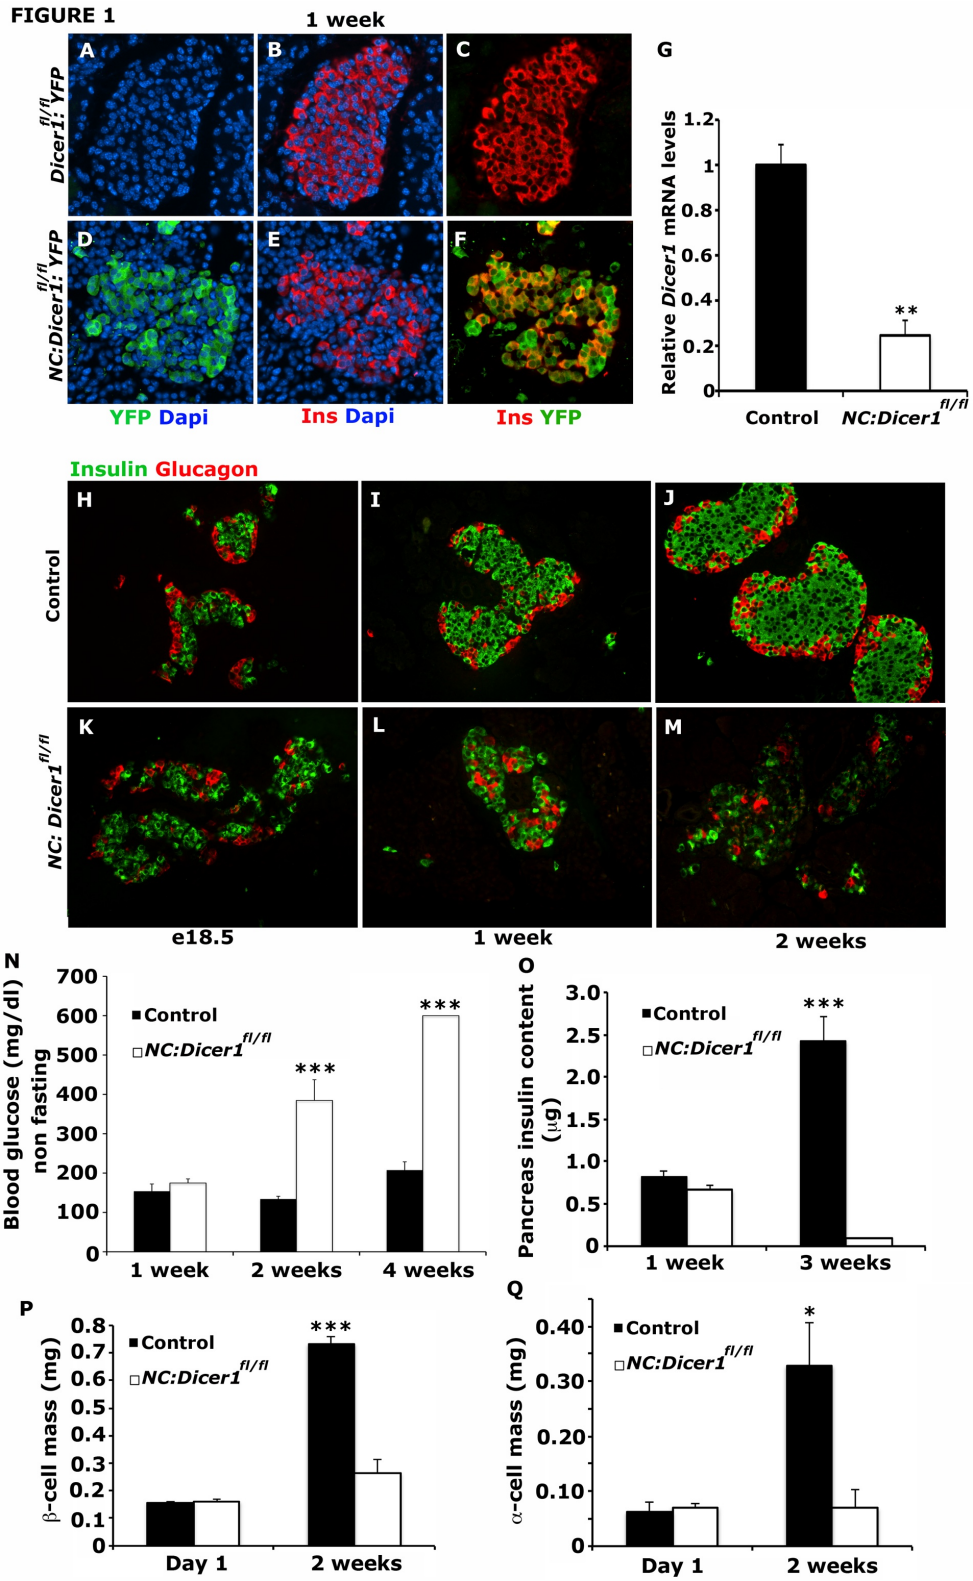 FIGURE 1
1 week
A
B
C
Dicer1 fl/fl: YFP
D
E
F
NC:Dicer1 fl/fl: YFP
YFP Dapi
Ins Dapi
Ins YFP
G
Relative Dicer1 mRNA levels
1.2
1
0.8
0.6
0.4
0.2
0
**
Control
NC:Dicer1 fl/fl
Insulin Glucagon
H
I
J
Control
K
L
M
NC: Dicer1 fl/fl
e18.5
1 week
2 weeks
N
Blood glucose (mg/dl)
non fasting
700
600
500
400
300
200
100
0
Control
NC:Dicer1 fl/fl
***
***
1 week
2 weeks
4 weeks
O
Pancreas insulin content
(μg)
3.0
2.5
2.0
1.5
1.0
0.5
0
Control
NC:Dicer1 fl/fl
***
1 week
3 weeks
P
β-cell mass (mg)
0.8
0.7
0.6
0.5
0.4
0.3
0.2
0.1
0
Control
NC:Dicer1 fl/fl
***
Day 1
2 weeks
Q
α-cell mass (mg)
0.40
0.30
0.20
0.10
0
Control
NC:Dicer1 fl/fl
*
Day 1
2 weeks